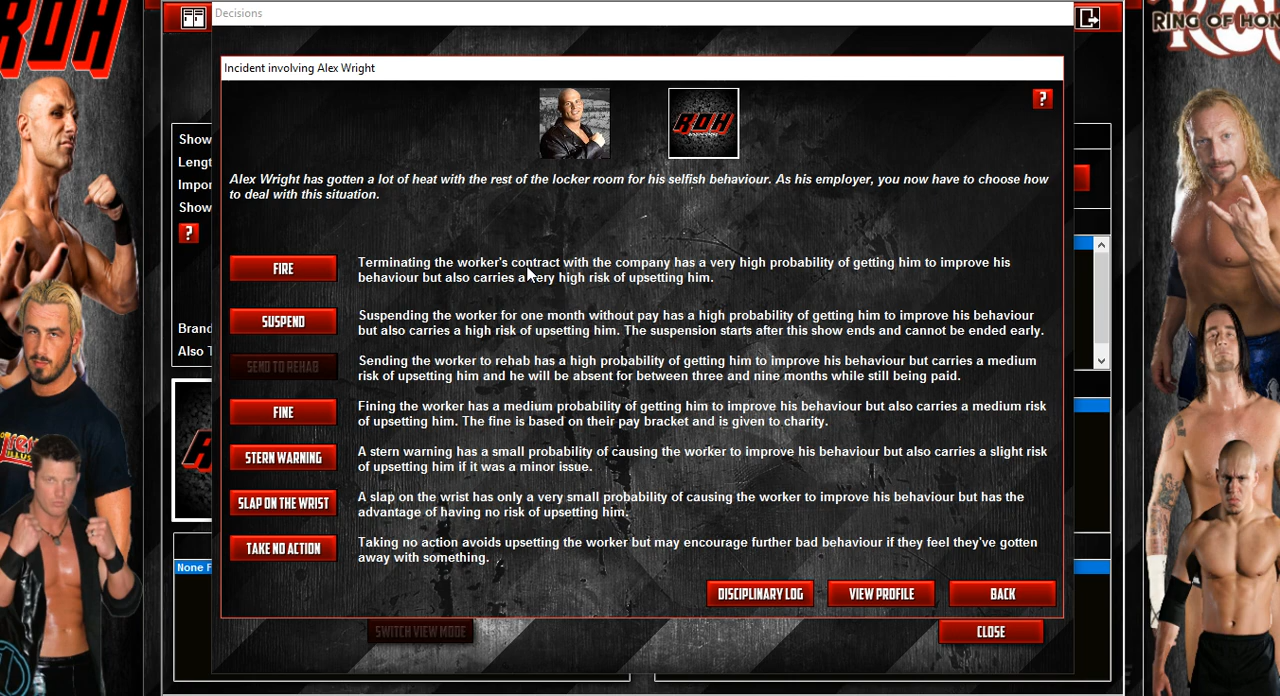 Decisions
ROH
RING OF HON
Incident involving Alex Wright
?
ROH
Alex Wright has gotten a lot of heat with the rest of the locker room for his selfish behaviour. As his employer, you now have to choose how
to deal with this situation.
Show
Lengt
Impor
Show
?
Brand
Also T
None F
FIRE
Terminating the worker's contract with the company has a very high probability of getting him to improve his
behaviour but also carries a very high risk of upsetting him.
SUSPEND
Suspending the worker for one month without pay has a high probability of getting him to improve his behaviour
but also carries a high risk of upsetting him. The suspension starts after this show ends and cannot be ended early.
SEND TO REHAB
Sending the worker to rehab has a high probability of getting him to improve his behaviour but carries a medium
risk of upsetting him and he will be absent for between three and nine months while still being paid.
FINE
Fining the worker has a medium probability of getting him to improve his behaviour but also carries a medium risk
of upsetting him. The fine is based on their pay bracket and is given to charity.
STERN WARNING
A stern warning has a small probability of causing the worker to improve his behaviour but also carries a slight risk
of upsetting him if it was a minor issue.
SLAP ON THE WRIST
A slap on the wrist has only a very small probability of causing the worker to improve his behaviour but has the
advantage of having no risk of upsetting him.
TAKE NO ACTION
Taking no action avoids upsetting the worker but may encourage further bad behaviour if they feel they've gotten
away with something.
DISCIPLINARY LOG
VIEW PROFILE
BACK
SWITCH VIEW MODE
CLOSE